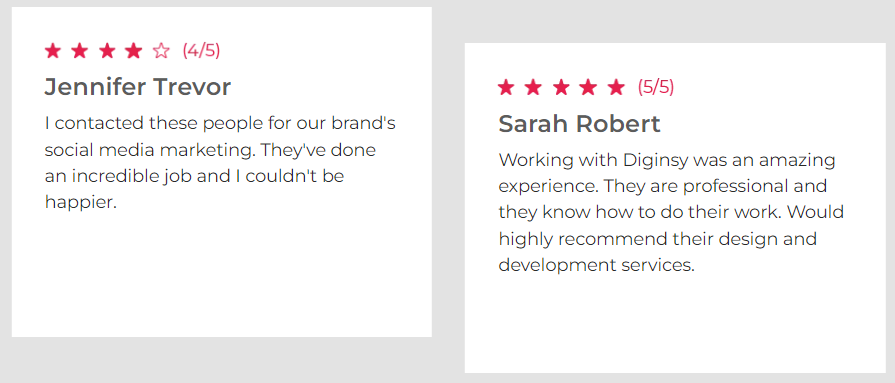 (4/5)
Jennifer Trevor
I contacted these people for our brand's
social media marketing. They've done
an incredible job and I couldn't be
happier.
(5/5)
Sarah Robert
Working with Diginsy was an amazing
experience. They are professional and
they know how to do their work. Would
highly recommend their design and
development services.